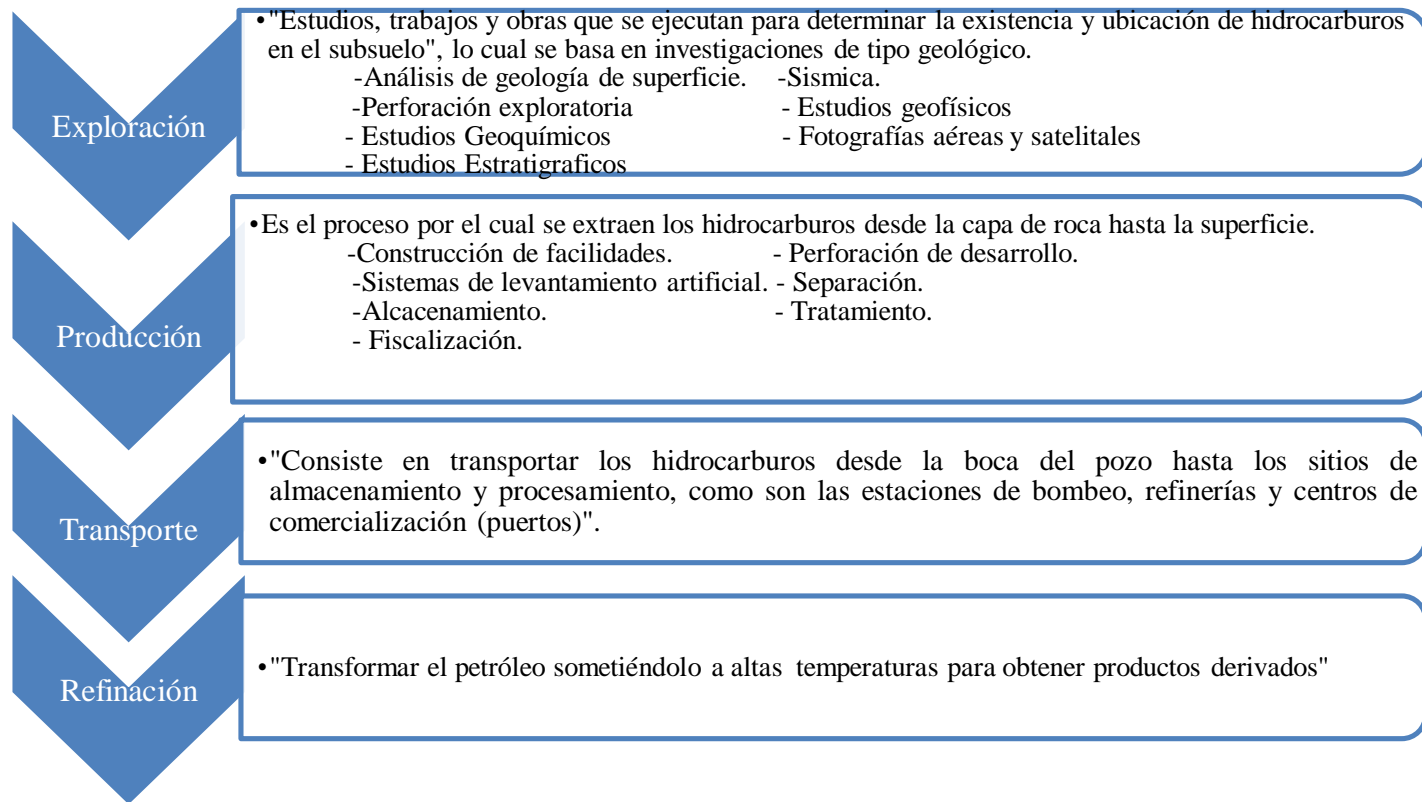 Exploración
•"Estudios, trabajos y obras que se ejecutan para determinar la existencia y ubicación de hidrocarburos
en el subsuelo", lo cual se basa en investigaciones de tipo geológico.
-Análisis de geología de superficie. -Sismica.
-Perforación exploratoria - Estudios geofísicos
- Estudios Geoquímicos - Fotografías aéreas y satelitales
- Estudios Estratigraficos
Producción
•Es el proceso por el cual se extraen los hidrocarburos desde la capa de roca hasta la superficie.
-Construcción de facilidades. - Perforación de desarrollo.
-Sistemas de levantamiento artificial. - Separación.
-Alcacenamiento. - Tratamiento.
- Fiscalización.
Transporte
•"Consiste en transportar los hidrocarburos desde la boca del pozo hasta los sitios de
almacenamiento y procesamiento, como son las estaciones de bombeo, refinerías y centros de
comercialización (puertos)".
Refinación
•"Transformar el petróleo sometiéndolo a altas temperaturas para obtener productos derivados"